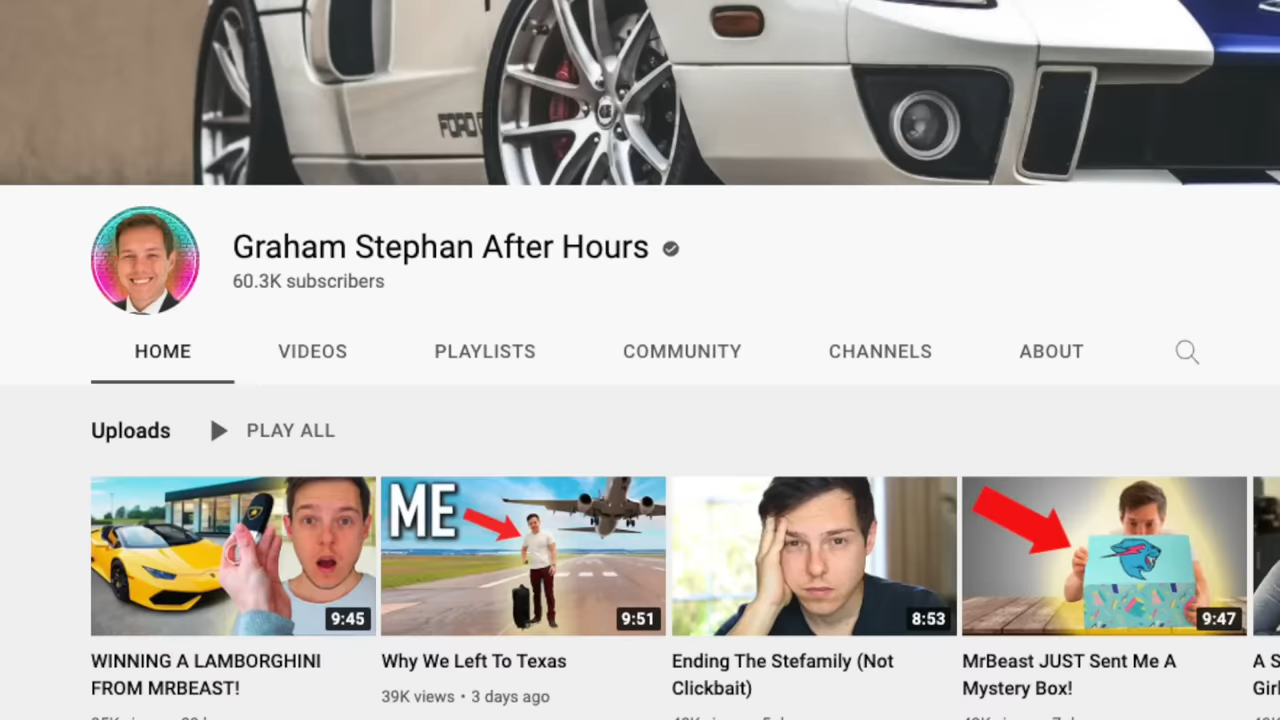 FORD
Graham Stephan After Hours
60.3K subscribers
HOME VIDEOS PLAYLISTS COMMUNITY CHANNELS ABOUT
Uploads PLAY ALL
ME
9:45
9:51
8:53
9:47
WINNING A LAMBORGHINI
FROM MRBEAST!
Why We Left To Texas
39K views • 3 days ago
Ending The Stefamily (Not
Clickbait)
MrBeast JUST Sent Me A
Mystery Box!
A S
Girl